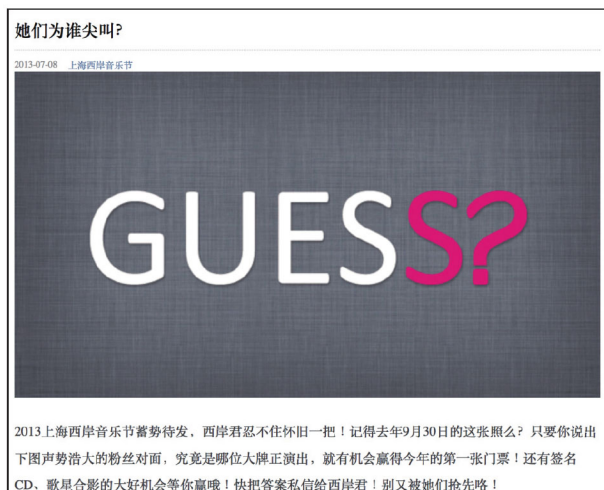 她们为谁尖叫?
2013-07-08 上海西岸音乐节
GUESS?
2013上海西岸音乐节蓄势待发，西岸君忍不住怀旧一把！记得去年9月30日的这张照么？只要你说出
下图声势浩大的粉丝对面，究竟是哪位大牌正演出，就有机会赢得今年的第一张门票！还有签名
CD、歌星合影的大好机会等你赢哦！快把答案私信给西岸君！别又被她们抢先咯！